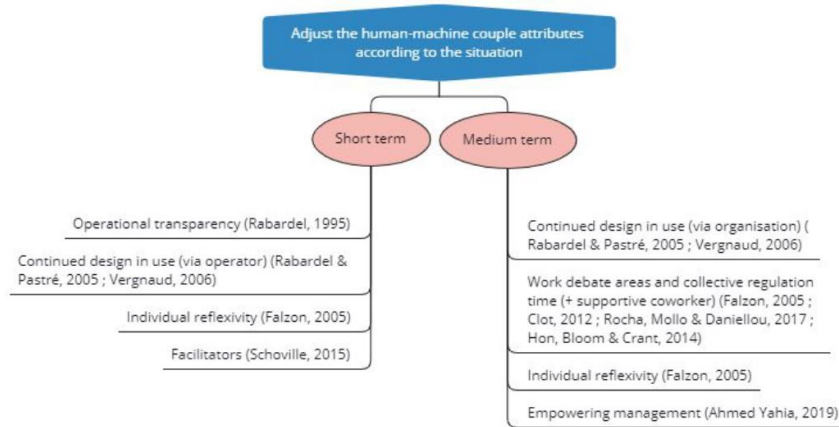 Adjust the human-machine couple attributes
according to the situation
Short term
Medium term
Operational transparency (Rabardel, 1995)
Continued design in use (via operator) (Rabardel &
Pastré, 2005 ; Vergnaud, 2006)
Individual reflexivity (Falzon, 2005)
Facilitators (Schoville, 2015)
Continued design in use (via organisation) (
Rabardel & Pastré, 2005 ; Vergnaud, 2006)
Work debate areas and collective regulation
time (+ supportive coworker) (Falzon, 2005 ;
Clot, 2012 ; Rocha, Mollo & Daniellou, 2017 ;
Hon, Bloom & Crant, 2014)
Individual reflexivity (Falzon, 2005)
Empowering management (Ahmed Yahia, 2019)